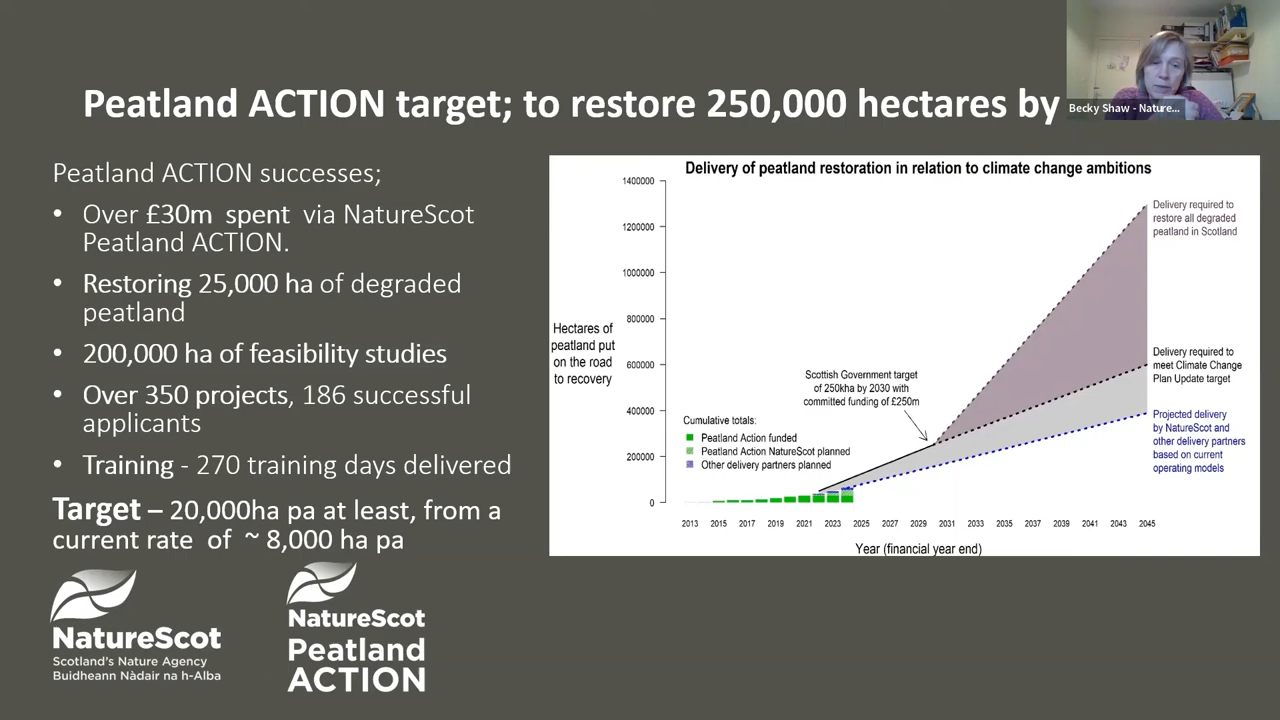 Peatland ACTION target; to restore 250,000 hectares by
Becky Shaw - Nature...
Peatland ACTION successes;
• Over £30m spent via NatureScot
Peatland ACTION.
• Restoring 25,000 ha of degraded
peatland
• 200,000 ha of feasibility studies
• Over 350 projects, 186 successful
applicants
• Training - 270 training days delivered
Target – 20,000ha pa at least, from a
current rate of ~ 8,000 ha pa
NatureScot
Scotland's Nature Agency
Buidheann Nàdair na h-Alba
NatureScot
Peatland
ACTION
Delivery of peatland restoration in relation to climate change ambitions
1400000
1200000
1000000
800000
600000
400000
200000
0
Hectares of
peatland put
on the road
to recovery
Scottish Government target
of 250kha by 2030 with
committed funding of £250m
Cumulative totals:
Peatland Action funded
Peatland Action NatureScot planned
Other delivery partners planned
Delivery required to
restore all degraded
peatland in Scotland
Delivery required to
meet Climate Change
Plan Update target
Projected delivery
by NatureScot and
other delivery partners
based on current
operating models
2013 2015 2017 2019 2021 2023 2025 2027 2029 2031 2033 2035 2037 2039 2041 2043 2045
Year (financial year end)